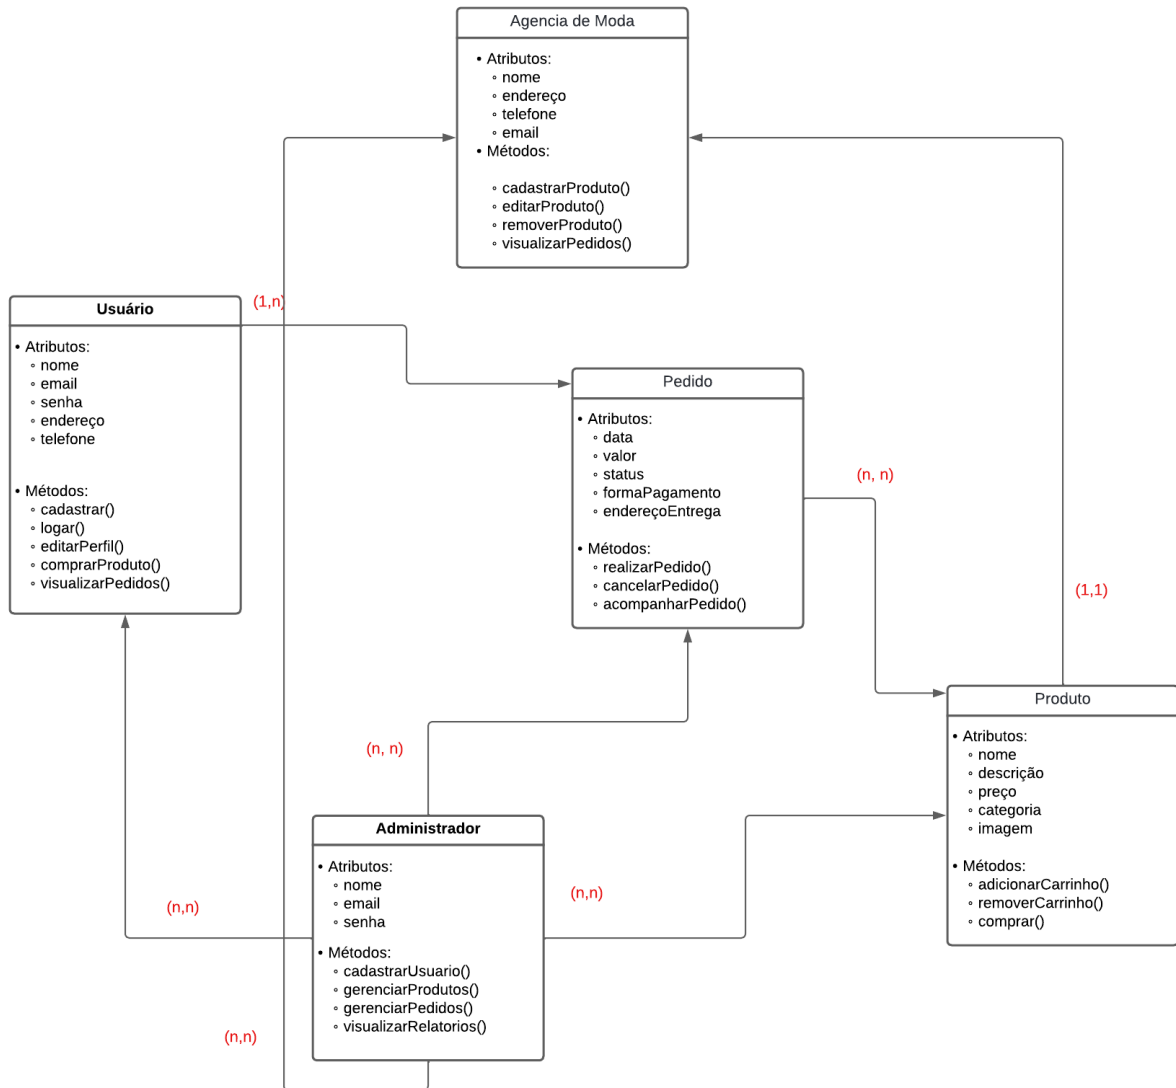 Agencia de Moda
• Atributos:
◦ nome
◦ endereço
◦ telefone
◦ email
• Métodos:
◦ cadastrarProduto()
◦ editarProduto()
◦ removerProduto()
◦ visualizarPedidos()
(1,n)
Usuário
• Atributos:
◦ nome
◦ email
◦ senha
◦ endereço
◦ telefone
• Métodos:
◦ cadastrar()
◦ logar()
◦ editarPerfil()
◦ comprarProduto()
◦ visualizarPedidos()
Pedido
• Atributos:
◦ data
◦ valor
◦ status
◦ formaPagamento
◦ endereçoEntrega
• Métodos:
◦ realizarPedido()
◦ cancelarPedido()
◦ acompanharPedido()
(n, n)
(1,1)
Produto
• Atributos:
◦ nome
◦ descrição
◦ preço
◦ categoria
◦ imagem
• Métodos:
◦ adicionarCarrinho()
◦ removerCarrinho()
◦ comprar()
(n, n)
Administrador
• Atributos:
◦ nome
◦ email
◦ senha
• Métodos:
◦ cadastrarUsuario()
◦ gerenciarProdutos()
◦ gerenciarPedidos()
◦ visualizarRelatorios()
(n,n)
(n,n)
(n,n)